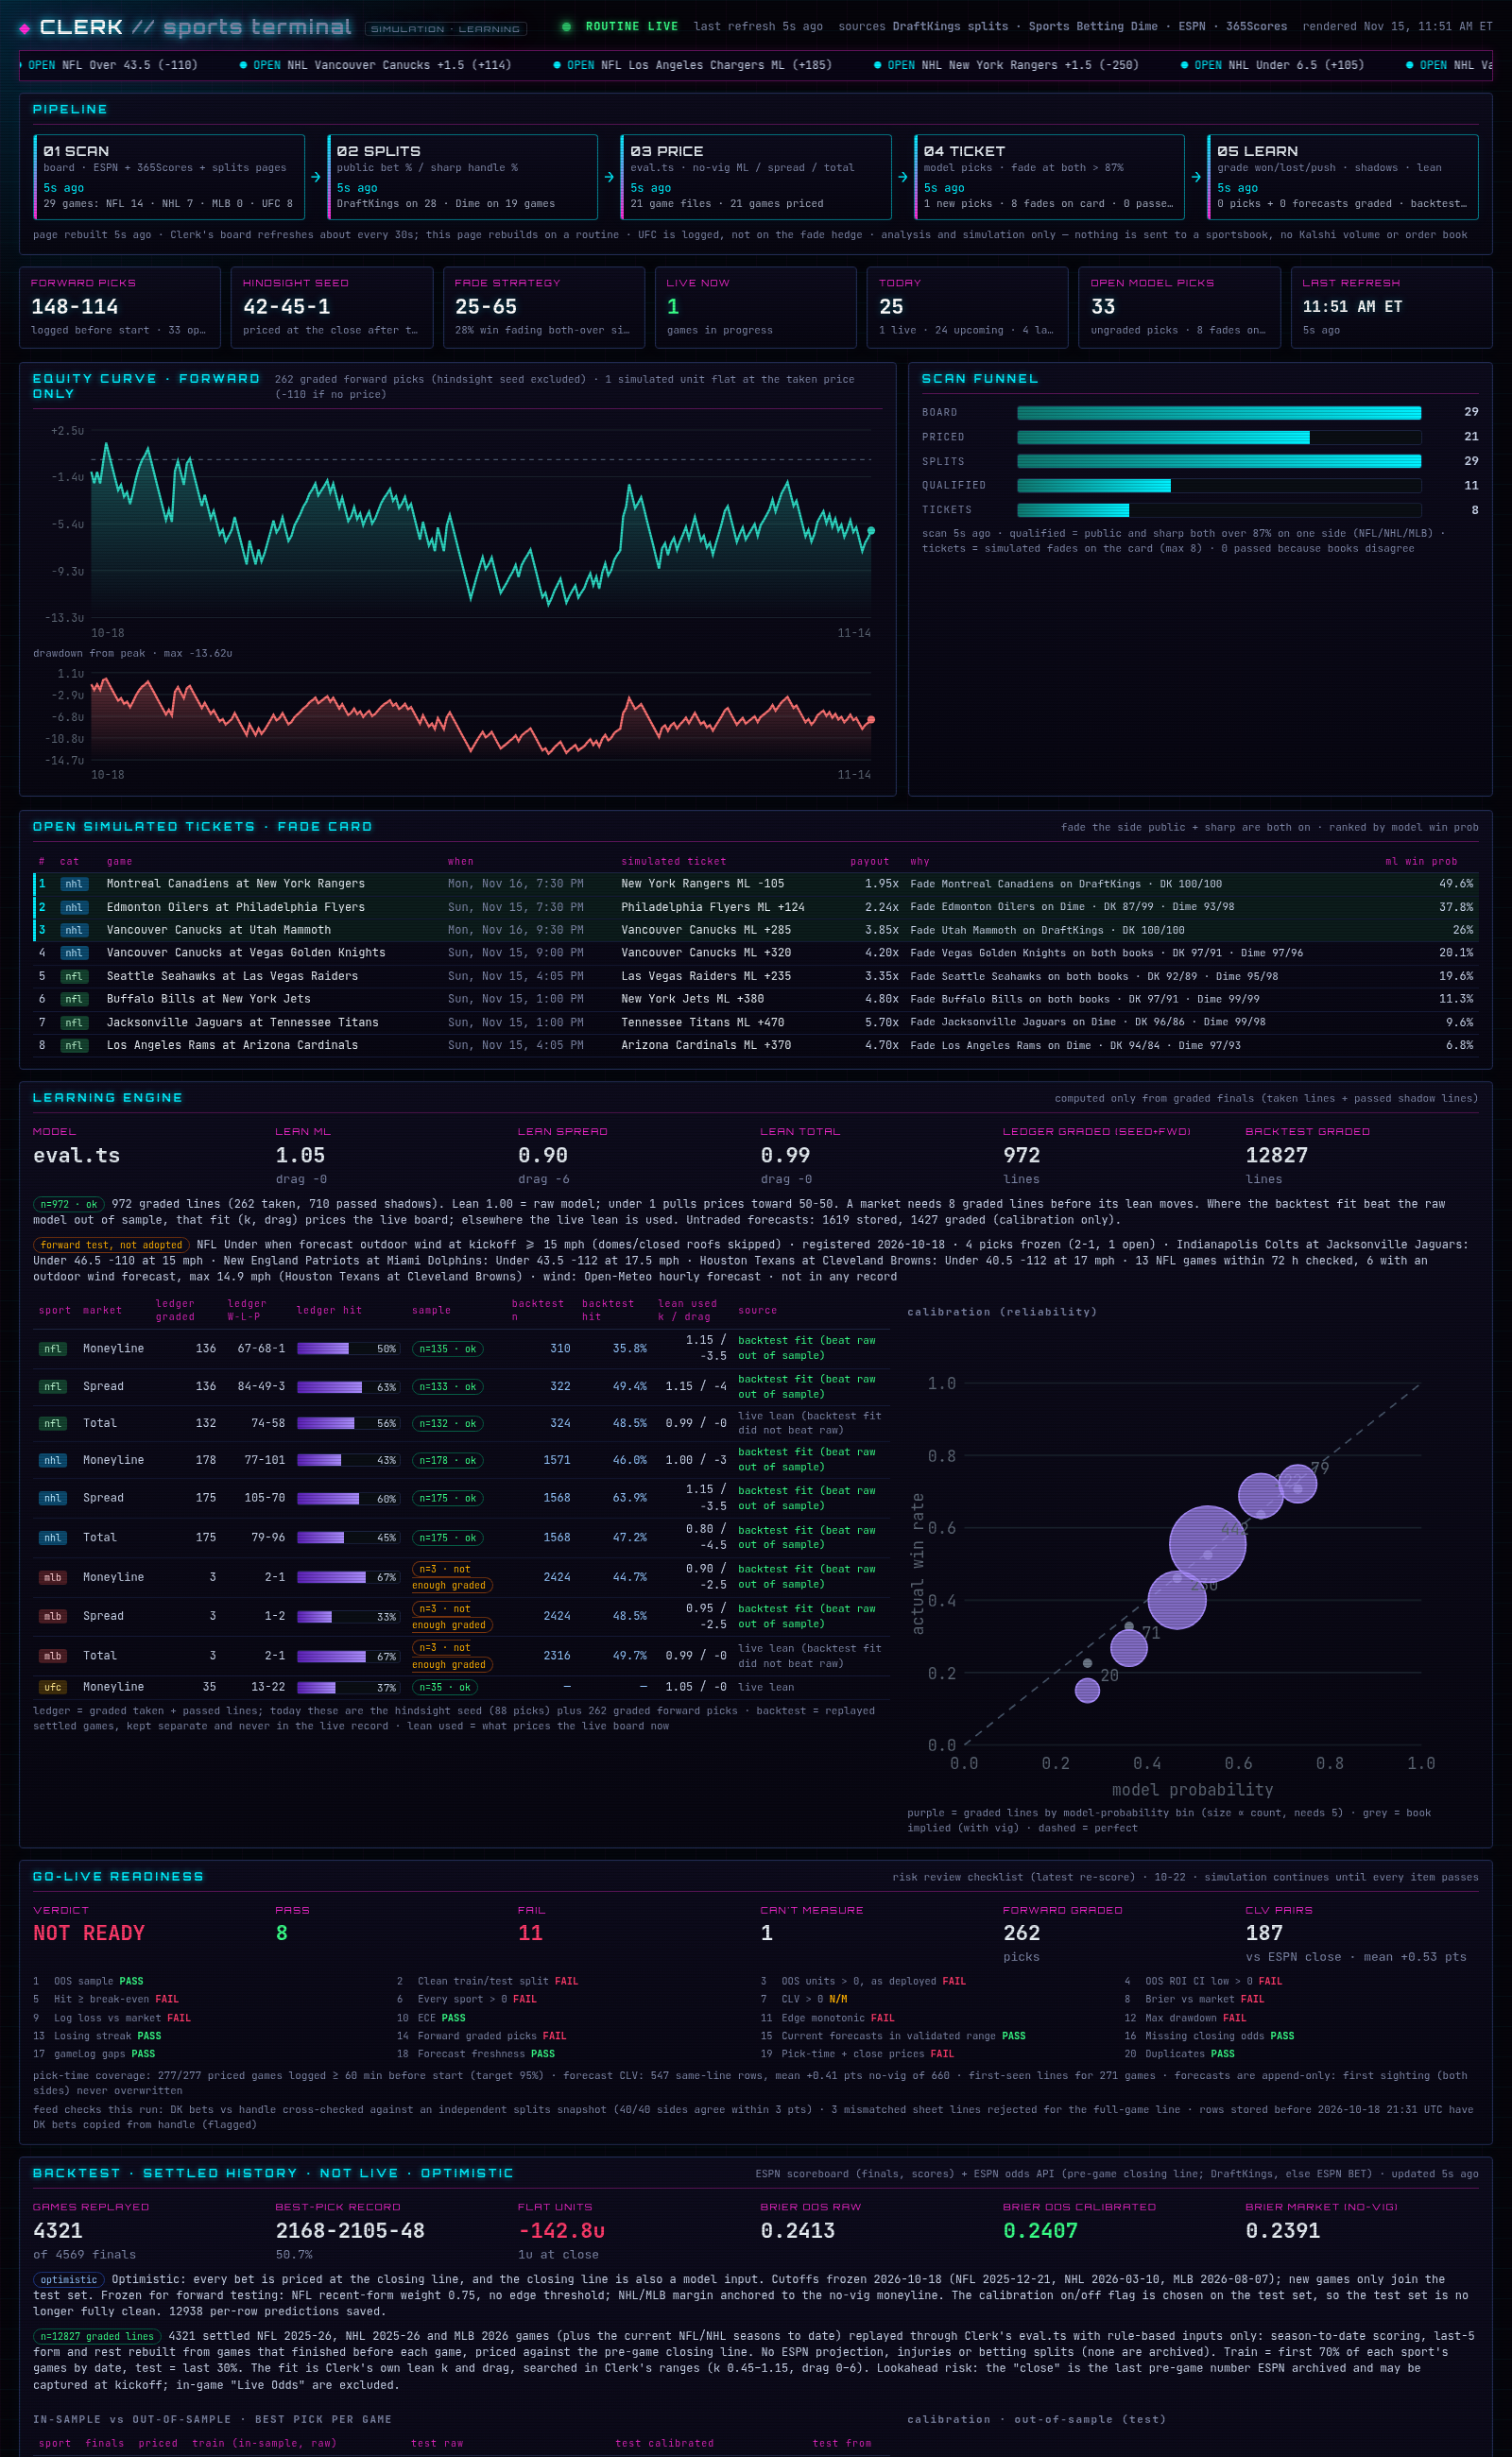 ◆ CLERK // sports terminal SIMULATION · LEARNING ● ROUTINE LIVE last refresh 5s ago sources DraftKings splits · Sports Betting Dime · ESPN · 365Scores rendered Nov 15, 11:51 AM ET
● OPEN NFL Over 43.5 (-110) ● OPEN NHL Vancouver Canucks +1.5 (+114) ● OPEN NFL Los Angeles Chargers ML (+185) ● OPEN NHL New York Rangers +1.5 (-250) ● OPEN NHL Under 6.5 (+105) ● OPEN NHL Va
PIPELINE
01 SCAN
board · ESPN + 365Scores + splits pages
5s ago
29 games: NFL 14 · NHL 7 · MLB 0 · UFC 8
→
02 SPLITS
public bet % / sharp handle %
5s ago
DraftKings on 28 · Dime on 19 games
→
03 PRICE
eval.ts · no-vig ML / spread / total
5s ago
21 game files · 21 games priced
→
04 TICKET
model picks · fade at both > 87%
5s ago
1 new picks · 8 fades on card · 0 passe…
→
05 LEARN
grade won/lost/push · shadows · lean
5s ago
0 picks + 0 forecasts graded · backtest…
page rebuilt 5s ago · Clerk's board refreshes about every 30s; this page rebuilds on a routine · UFC is logged, not on the fade hedge · analysis and simulation only — nothing is sent to a sportsbook, no Kalshi volume or order book
FORWARD PICKS
148-114
logged before start · 33 op…
HINDSIGHT SEED
42-45-1
priced at the close after t…
FADE STRATEGY
25-65
28% win fading both-over si…
LIVE NOW
1
games in progress
TODAY
25
1 live · 24 upcoming · 4 la…
OPEN MODEL PICKS
33
ungraded picks · 8 fades on…
LAST REFRESH
11:51 AM ET
5s ago
EQUITY CURVE · FORWARD ONLY
262 graded forward picks (hindsight seed excluded) · 1 simulated unit flat at the taken price (-110 if no price)
+2.5u
-1.4u
-5.4u
-9.3u
-13.3u
10-18 11-14
drawdown from peak · max -13.62u
1.1u
-2.9u
-6.8u
-10.8u
-14.7u
10-18 11-14
SCAN FUNNEL
BOARD 29
PRICED 21
SPLITS 29
QUALIFIED 11
TICKETS 8
scan 5s ago · qualified = public and sharp both over 87% on one side (NFL/NHL/MLB) ·
tickets = simulated fades on the card (max 8) · 0 passed because books disagree
OPEN SIMULATED TICKETS · FADE CARD fade the side public + sharp are both on · ranked by model win prob
# cat game when simulated ticket payout why ml win prob
1 nhl Montreal Canadiens at New York Rangers Mon, Nov 16, 7:30 PM New York Rangers ML -105 1.95x Fade Montreal Canadiens on DraftKings · DK 100/100 49.6%
2 nhl Edmonton Oilers at Philadelphia Flyers Sun, Nov 15, 7:30 PM Philadelphia Flyers ML +124 2.24x Fade Edmonton Oilers on Dime · DK 87/99 · Dime 93/98 37.8%
3 nhl Vancouver Canucks at Utah Mammoth Mon, Nov 16, 9:30 PM Vancouver Canucks ML +285 3.85x Fade Utah Mammoth on DraftKings · DK 100/100 26%
4 nhl Vancouver Canucks at Vegas Golden Knights Sun, Nov 15, 9:00 PM Vancouver Canucks ML +320 4.20x Fade Vegas Golden Knights on both books · DK 97/91 · Dime 97/96 20.1%
5 nfl Seattle Seahawks at Las Vegas Raiders Sun, Nov 15, 4:05 PM Las Vegas Raiders ML +235 3.35x Fade Seattle Seahawks on both books · DK 92/89 · Dime 95/98 19.6%
6 nfl Buffalo Bills at New York Jets Sun, Nov 15, 1:00 PM New York Jets ML +380 4.80x Fade Buffalo Bills on both books · DK 97/91 · Dime 99/99 11.3%
7 nfl Jacksonville Jaguars at Tennessee Titans Sun, Nov 15, 1:00 PM Tennessee Titans ML +470 5.70x Fade Jacksonville Jaguars on Dime · DK 96/86 · Dime 99/98 9.6%
8 nfl Los Angeles Rams at Arizona Cardinals Sun, Nov 15, 4:05 PM Arizona Cardinals ML +370 4.70x Fade Los Angeles Rams on Dime · DK 94/84 · Dime 97/93 6.8%
LEARNING ENGINE computed only from graded finals (taken lines + passed shadow lines)
MODEL
eval.ts
LEAN ML
1.05
drag -0
LEAN SPREAD
0.90
drag -6
LEAN TOTAL
0.99
drag -0
LEDGER GRADED (SEED+FWD)
972
lines
BACKTEST GRADED
12827
lines
n=972 · ok 972 graded lines (262 taken, 710 passed shadows). Lean 1.00 = raw model; under 1 pulls prices toward 50-50. A market needs 8 graded lines before its lean moves. Where the backtest fit beat the raw
model out of sample, that fit (k, drag) prices the live board; elsewhere the live lean is used. Untraded forecasts: 1619 stored, 1427 graded (calibration only).
forward test, not adopted NFL Under when forecast outdoor wind at kickoff ≥ 15 mph (domes/closed roofs skipped) · registered 2026-10-18 · 4 picks frozen (2-1, 1 open) · Indianapolis Colts at Jacksonville Jaguars:
Under 46.5 -110 at 15 mph · New England Patriots at Miami Dolphins: Under 43.5 -112 at 17.5 mph · Houston Texans at Cleveland Browns: Under 40.5 -112 at 17 mph · 13 NFL games within 72 h checked, 6 with an
outdoor wind forecast, max 14.9 mph (Houston Texans at Cleveland Browns) · wind: Open-Meteo hourly forecast · not in any record
sport market ledger graded ledger W-L-P ledger hit sample backtest n backtest hit lean used k / drag source
nfl Moneyline 136 67-68-1 50% n=135 · ok 310 35.8% 1.15 / -3.5 backtest fit (beat raw out of sample)
nfl Spread 136 84-49-3 63% n=133 · ok 322 49.4% 1.15 / -4 backtest fit (beat raw out of sample)
nfl Total 132 74-58 56% n=132 · ok 324 48.5% 0.99 / -0 live lean (backtest fit did not beat raw)
nhl Moneyline 178 77-101 43% n=178 · ok 1571 46.0% 1.00 / -3 backtest fit (beat raw out of sample)
nhl Spread 175 105-70 60% n=175 · ok 1568 63.9% 1.15 / -3.5 backtest fit (beat raw out of sample)
nhl Total 175 79-96 45% n=175 · ok 1568 47.2% 0.80 / -4.5 backtest fit (beat raw out of sample)
mlb Moneyline 3 2-1 67% n=3 · not enough graded 2424 44.7% 0.90 / -2.5 backtest fit (beat raw out of sample)
mlb Spread 3 1-2 33% n=3 · not enough graded 2424 48.5% 0.95 / -2.5 backtest fit (beat raw out of sample)
mlb Total 3 2-1 67% n=3 · not enough graded 2316 49.7% 0.99 / -0 live lean (backtest fit did not beat raw)
ufc Moneyline 35 13-22 37% n=35 · ok — — 1.05 / -0 live lean
ledger = graded taken + passed lines; today these are the hindsight seed (88 picks) plus 262 graded forward picks · backtest = replayed
settled games, kept separate and never in the live record · lean used = what prices the live board now
calibration (reliability)
1.0
0.8
0.6
0.4
0.2
0.0
actual win rate
79
442
71
20
0.0 0.2 0.4 0.6 0.8 1.0
model probability
purple = graded lines by model-probability bin (size ∝ count, needs 5) · grey = book
implied (with vig) · dashed = perfect
GO-LIVE READINESS risk review checklist (latest re-score) · 10-22 · simulation continues until every item passes
VERDICT
NOT READY
PASS
8
FAIL
11
CAN'T MEASURE
1
FORWARD GRADED
262
picks
CLV PAIRS
187
vs ESPN close · mean +0.53 pts
1 OOS sample PASS 2 Clean train/test split FAIL 3 OOS units > 0, as deployed FAIL 4 OOS ROI CI low > 0 FAIL
5 Hit ≥ break-even FAIL 6 Every sport > 0 FAIL 7 CLV > 0 N/M 8 Brier vs market FAIL
9 Log loss vs market FAIL 10 ECE PASS 11 Edge monotonic FAIL 12 Max drawdown FAIL
13 Losing streak PASS 14 Forward graded picks FAIL 15 Current forecasts in validated range PASS 16 Missing closing odds PASS
17 gameLog gaps PASS 18 Forecast freshness PASS 19 Pick-time + close prices FAIL 20 Duplicates PASS
pick-time coverage: 277/277 priced games logged ≥ 60 min before start (target 95%) · forecast CLV: 547 same-line rows, mean +0.41 pts no-vig of 660 · first-seen lines for 271 games · forecasts are append-only: first sighting (both
sides) never overwritten
feed checks this run: DK bets vs handle cross-checked against an independent splits snapshot (40/40 sides agree within 3 pts) · 3 mismatched sheet lines rejected for the full-game line · rows stored before 2026-10-18 21:31 UTC have
DK bets copied from handle (flagged)
BACKTEST · SETTLED HISTORY · NOT LIVE · OPTIMISTIC ESPN scoreboard (finals, scores) + ESPN odds API (pre-game closing line; DraftKings, else ESPN BET) · updated 5s ago
GAMES REPLAYED
4321
of 4569 finals
BEST-PICK RECORD
2168-2105-48
50.7%
FLAT UNITS
-142.8u
1u at close
BRIER OOS RAW
0.2413
BRIER OOS CALIBRATED
0.2407
BRIER MARKET (NO-VIG)
0.2391
optimistic Optimistic: every bet is priced at the closing line, and the closing line is also a model input. Cutoffs frozen 2026-10-18 (NFL 2025-12-21, NHL 2026-03-10, MLB 2026-08-07); new games only join the
test set. Frozen for forward testing: NFL recent-form weight 0.75, no edge threshold; NHL/MLB margin anchored to the no-vig moneyline. The calibration on/off flag is chosen on the test set, so the test set is no
longer fully clean. 12938 per-row predictions saved.
n=12827 graded lines 4321 settled NFL 2025-26, NHL 2025-26 and MLB 2026 games (plus the current NFL/NHL seasons to date) replayed through Clerk's eval.ts with rule-based inputs only: season-to-date scoring, last-5
form and rest rebuilt from games that finished before each game, priced against the pre-game closing line. No ESPN projection, injuries or betting splits (none are archived). Train = first 70% of each sport's
games by date, test = last 30%. The fit is Clerk's own lean k and drag, searched in Clerk's ranges (k 0.45–1.15, drag 0–6). Lookahead risk: the "close" is the last pre-game number ESPN archived and may be
captured at kickoff; in-game "Live Odds" are excluded.
IN-SAMPLE vs OUT-OF-SAMPLE · BEST PICK PER GAME
calibration · out-of-sample (test)
sport finals priced train (in-sample, raw) test raw test calibrated test from